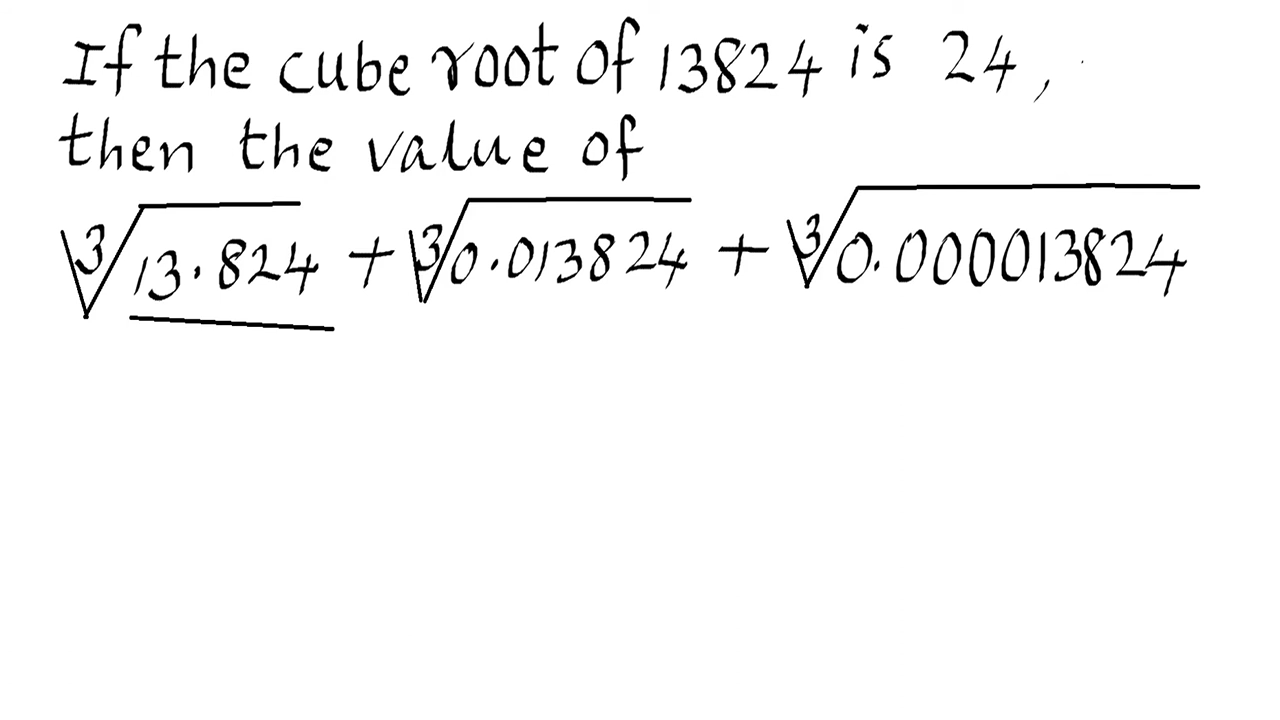 If the cube root of 13824 is 24,
then the value of
∛13.824 + ∛0.013824 + ∛0.000013824